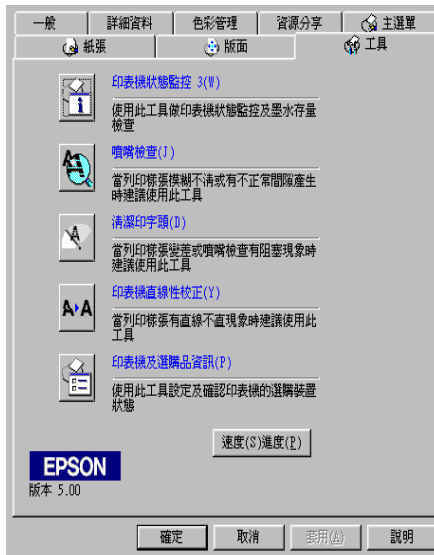 一般 詳細資料 色彩管理 資源分享 主選單
紙張 版面 工具
印表機狀態監控 3(W)
使用此工具做印表機狀態監控及墨水存量
檢查
噴嘴檢查(I)
當列印樣張模糊不清或有不正常間隙產生
時建議使用此工具
清潔印字頭(D)
當列印樣張變差或噴嘴檢查有阻塞現象時
建議使用此工具
印表機直線性校正(Y)
當列印樣張有直線不直現象時建議使用此
工具
印表機及選購品資訊(P)
使用此工具設定及確認印表機的選購裝置
狀態
速度(S)進度(P)
EPSON
版本 5.00
確定 取消 套用(A) 說明